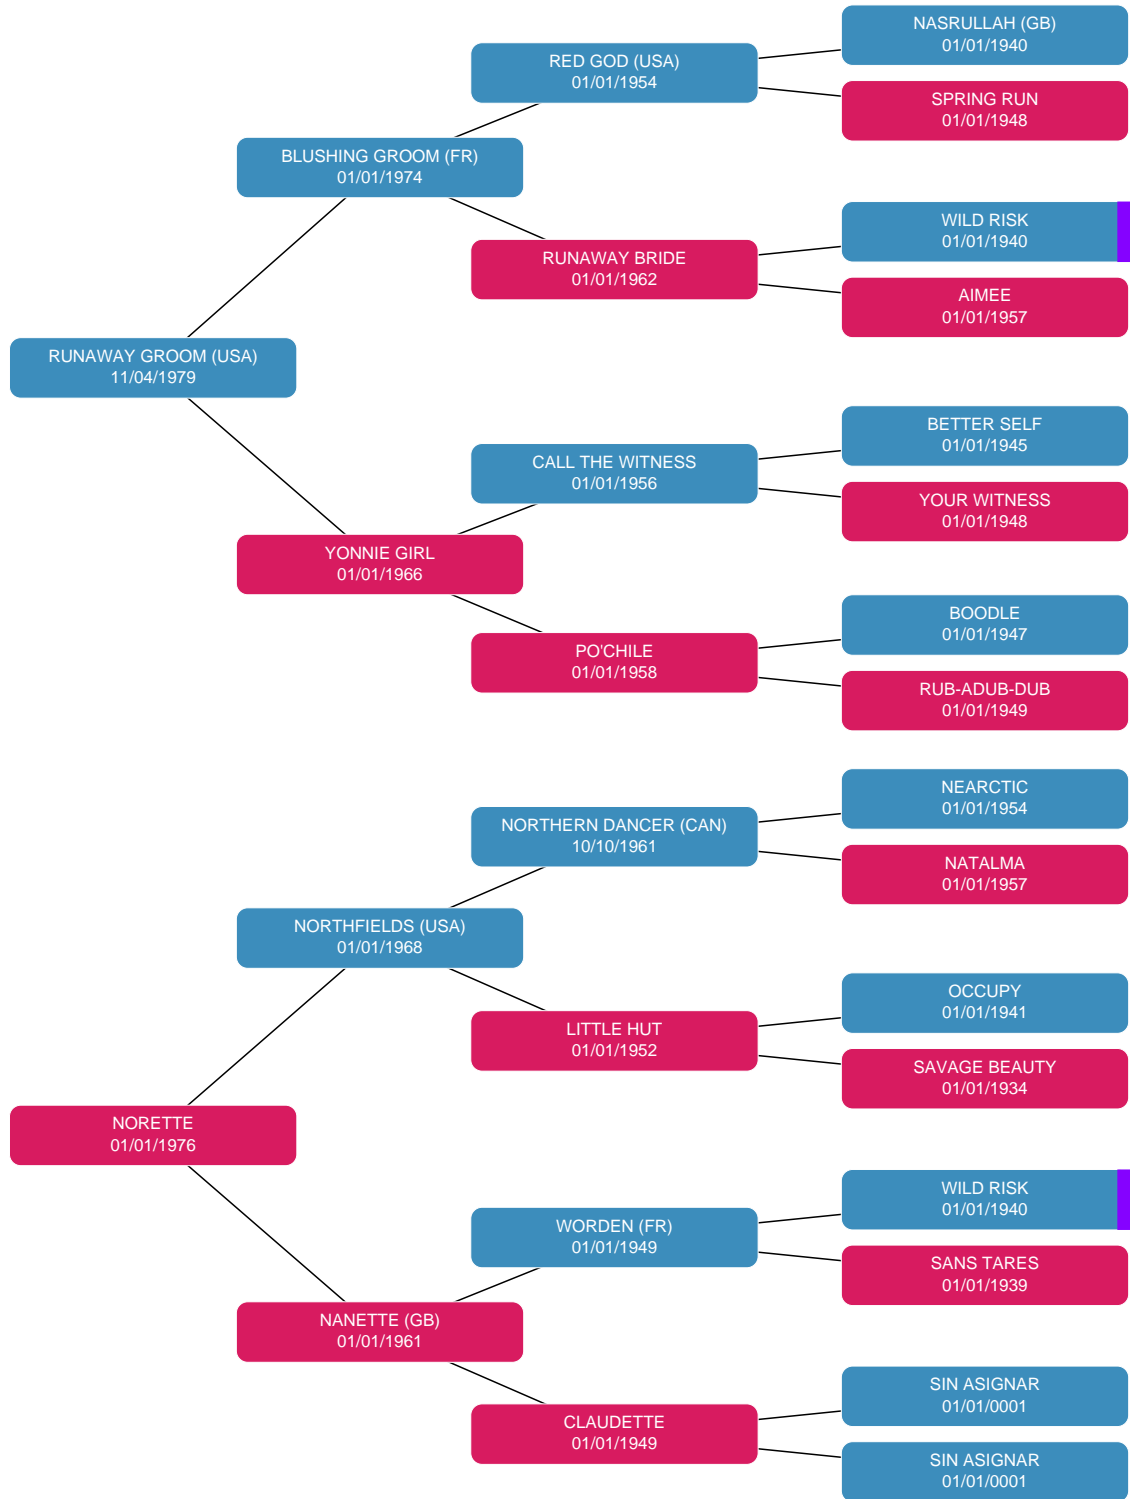 NASRULLAH (GB)
01/01/1940
RED GOD (USA)
01/01/1954
SPRING RUN
01/01/1948
BLUSHING GROOM (FR)
01/01/1974
WILD RISK
01/01/1940
RUNAWAY BRIDE
01/01/1962
AIMEE
01/01/1957
RUNAWAY GROOM (USA)
11/04/1979
BETTER SELF
01/01/1945
CALL THE WITNESS
01/01/1956
YOUR WITNESS
01/01/1948
YONNIE GIRL
01/01/1966
BOODLE
01/01/1947
PO'CHILE
01/01/1958
RUB-ADUB-DUB
01/01/1949
NEARCTIC
01/01/1954
NORTHERN DANCER (CAN)
10/10/1961
NATALMA
01/01/1957
NORTHFIELDS (USA)
01/01/1968
OCCUPY
01/01/1941
LITTLE HUT
01/01/1952
SAVAGE BEAUTY
01/01/1934
NORETTE
01/01/1976
WILD RISK
01/01/1940
WORDEN (FR)
01/01/1949
SANS TARES
01/01/1939
NANETTE (GB)
01/01/1961
SIN ASIGNAR
01/01/0001
CLAUDETTE
01/01/1949
SIN ASIGNAR
01/01/0001